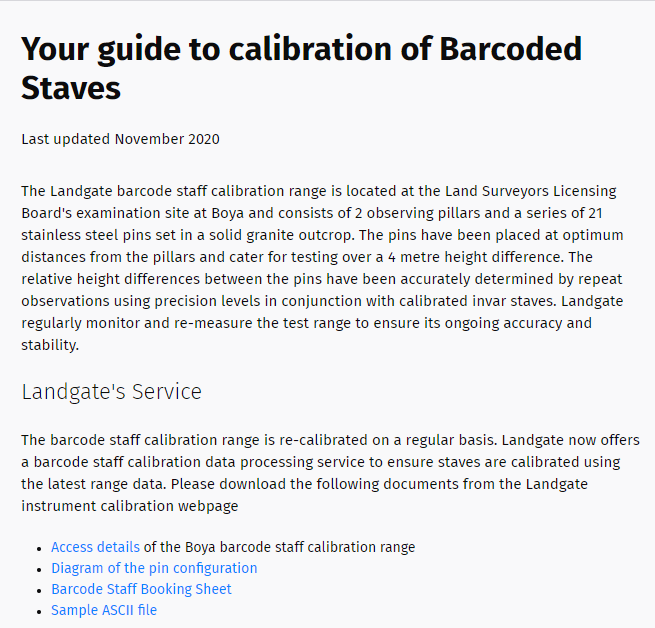 Your guide to calibration of Barcoded
Staves
Last updated November 2020
The Landgate barcode staff calibration range is located at the Land Surveyors Licensing
Board's examination site at Boya and consists of 2 observing pillars and a series of 21
stainless steel pins set in a solid granite outcrop. The pins have been placed at optimum
distances from the pillars and cater for testing over a 4 metre height difference. The
relative height differences between the pins have been accurately determined by repeat
observations using precision levels in conjunction with calibrated invar staves. Landgate
regularly monitor and re-measure the test range to ensure its ongoing accuracy and
stability.
Landgate's Service
The barcode staff calibration range is re-calibrated on a regular basis. Landgate now offers
a barcode staff calibration data processing service to ensure staves are calibrated using
the latest range data. Please download the following documents from the Landgate
instrument calibration webpage
• Access details of the Boya barcode staff calibration range
• Diagram of the pin configuration
• Barcode Staff Booking Sheet
• Sample ASCII file